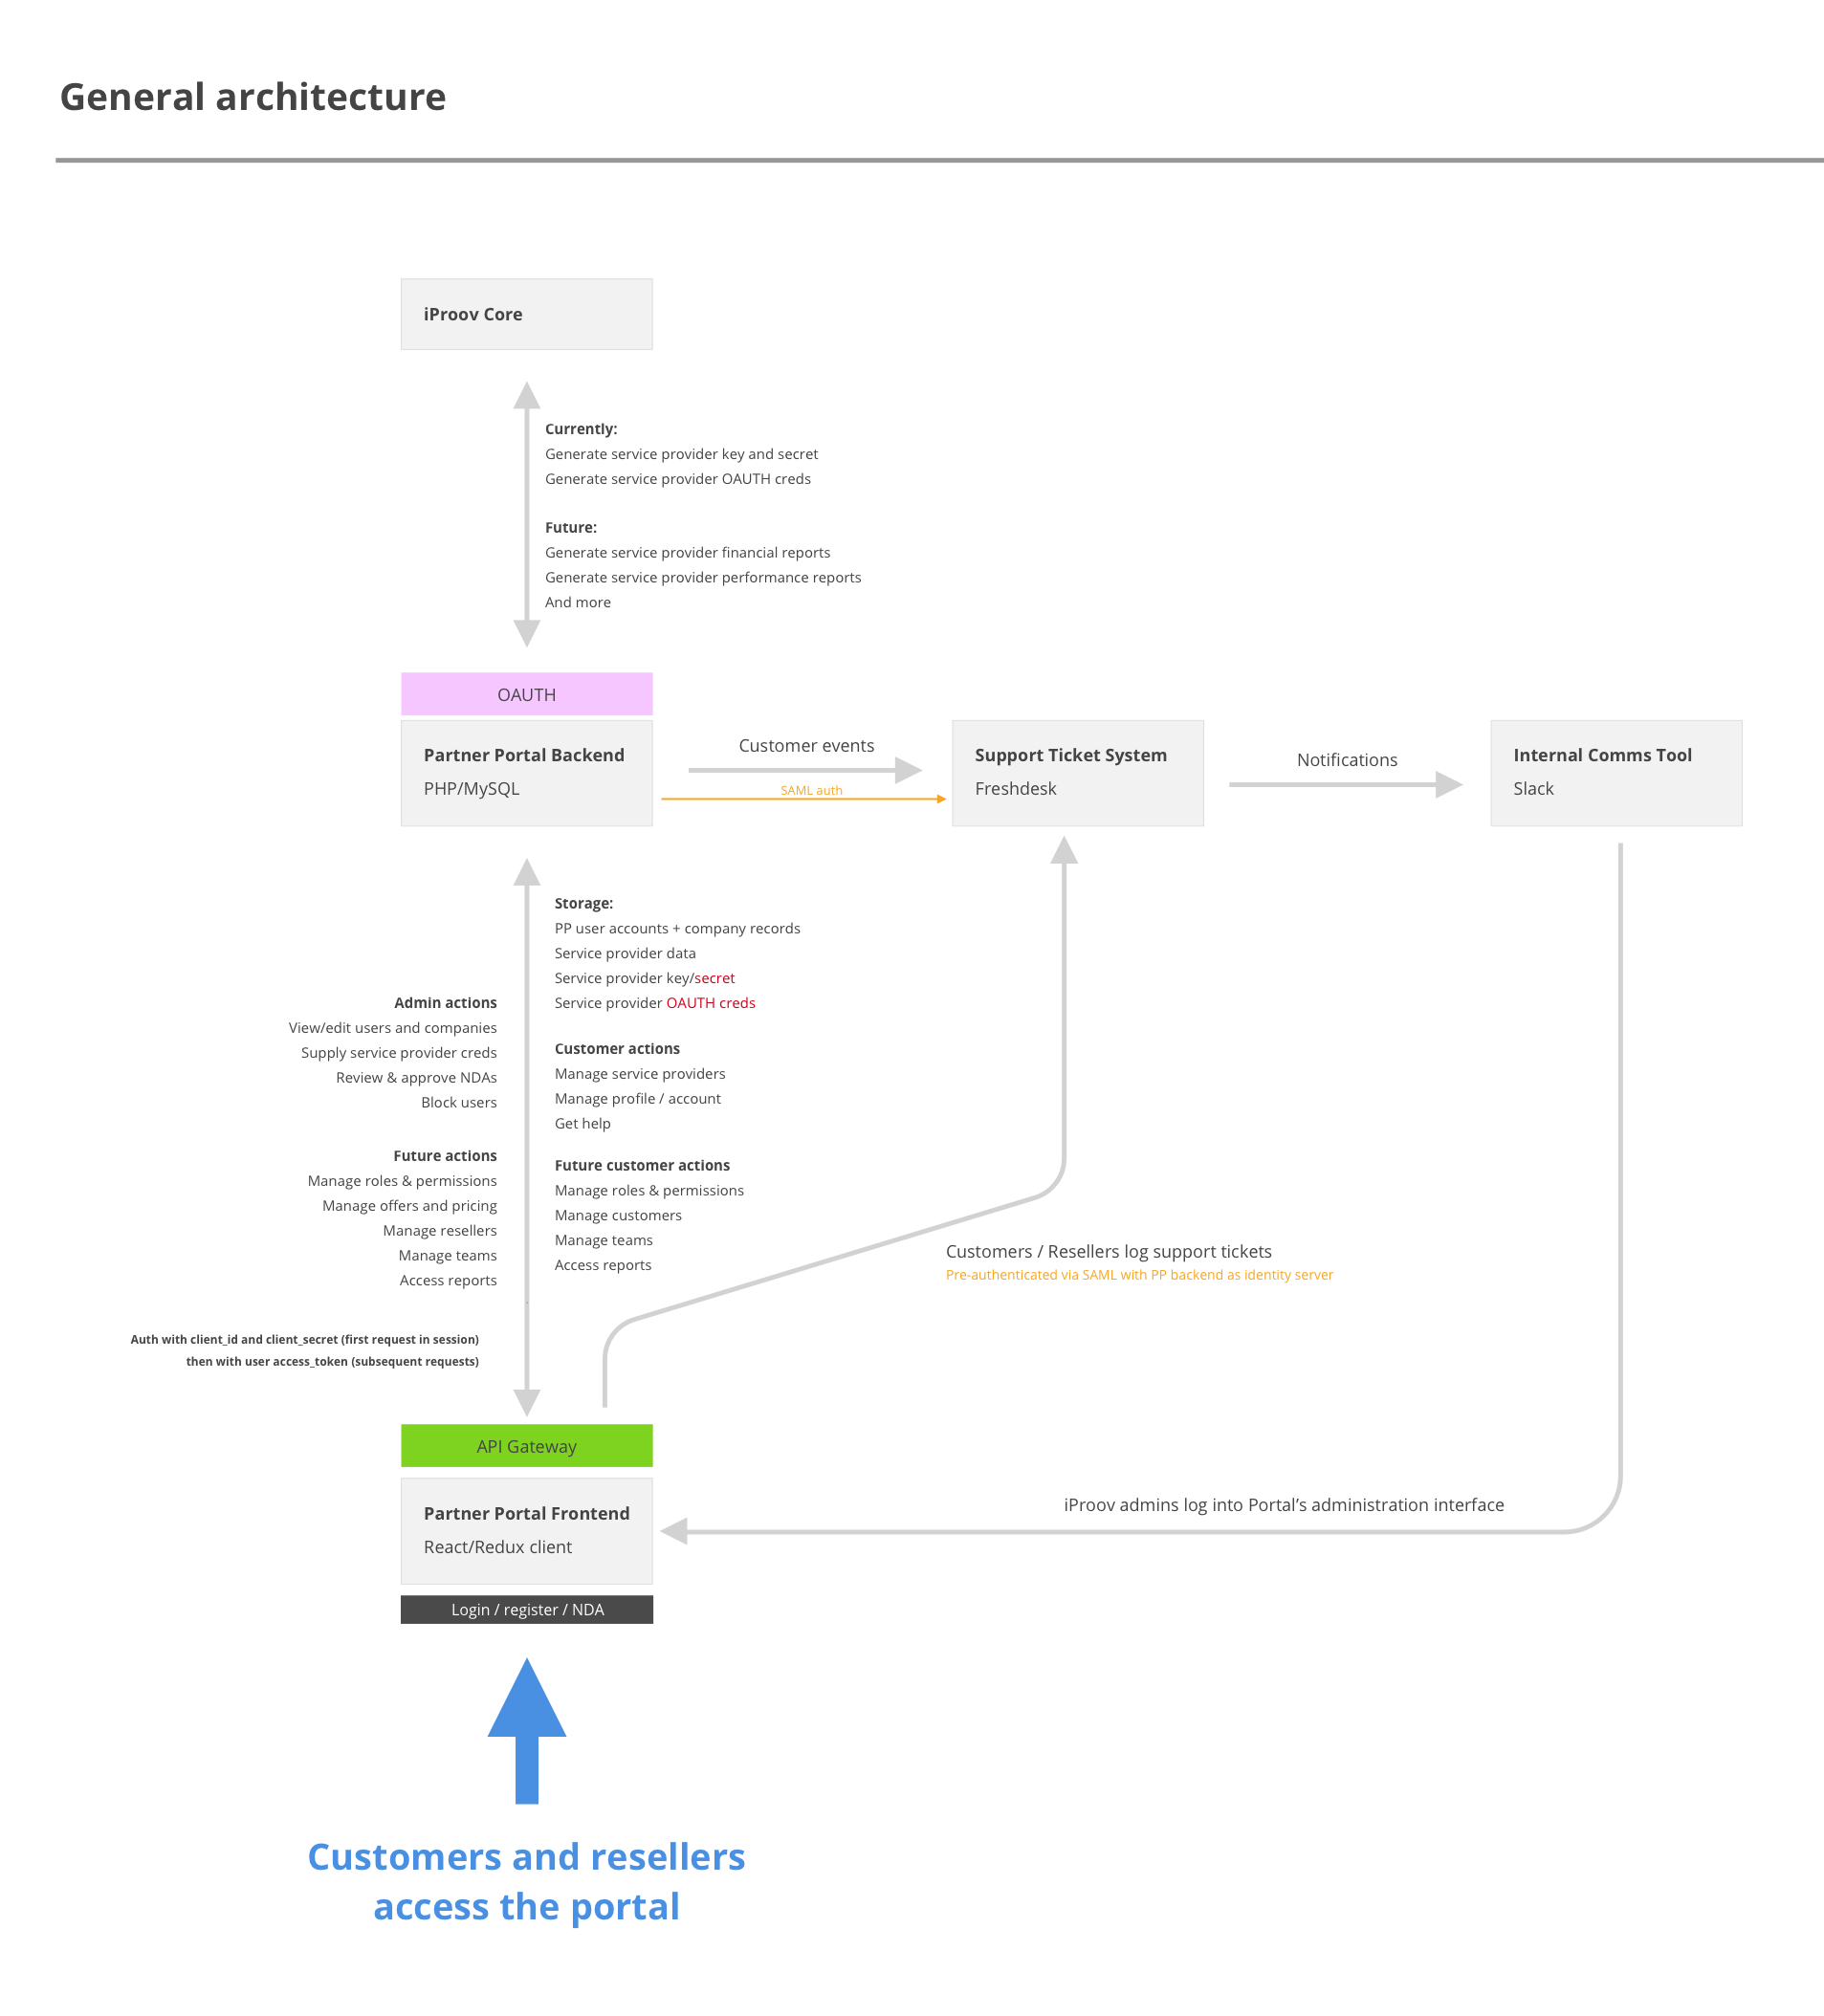 General architecture
iProov Core
Currently:
Generate service provider key and secret
Generate service provider OAUTH creds
Future:
Generate service provider financial reports
Generate service provider performance reports
And more
OAUTH
Partner Portal Backend
PHP/MySQL
Customer events
SAML auth
Support Ticket System
Freshdesk
Notifications
Internal Comms Tool
Slack
Storage:
PP user accounts + company records
Service provider data
Service provider key/secret
Service provider OAUTH creds
Admin actions
View/edit users and companies
Supply service provider creds
Review & approve NDAs
Block users
Customer actions
Manage service providers
Manage profile / account
Get help
Future actions
Manage roles & permissions
Manage offers and pricing
Manage resellers
Manage teams
Access reports
Future customer actions
Manage roles & permissions
Manage customers
Manage teams
Access reports
Customers / Resellers log support tickets
Pre-authenticated via SAML with PP backend as identity server
Auth with client_id and client_secret (first request in session)
then with user access_token (subsequent requests)
API Gateway
Partner Portal Frontend
React/Redux client
iProov admins log into Portal’s administration interface
Login / register / NDA
Customers and resellers
access the portal